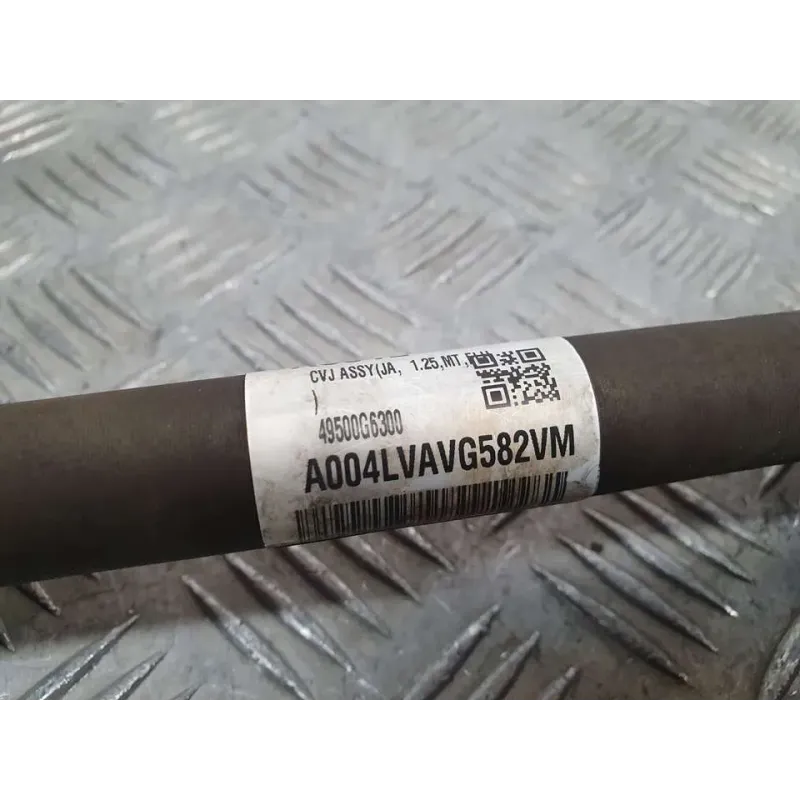 CVJ ASSY(JA, 1.25,MT,
)
49500G6300
A004LVAVG582VM